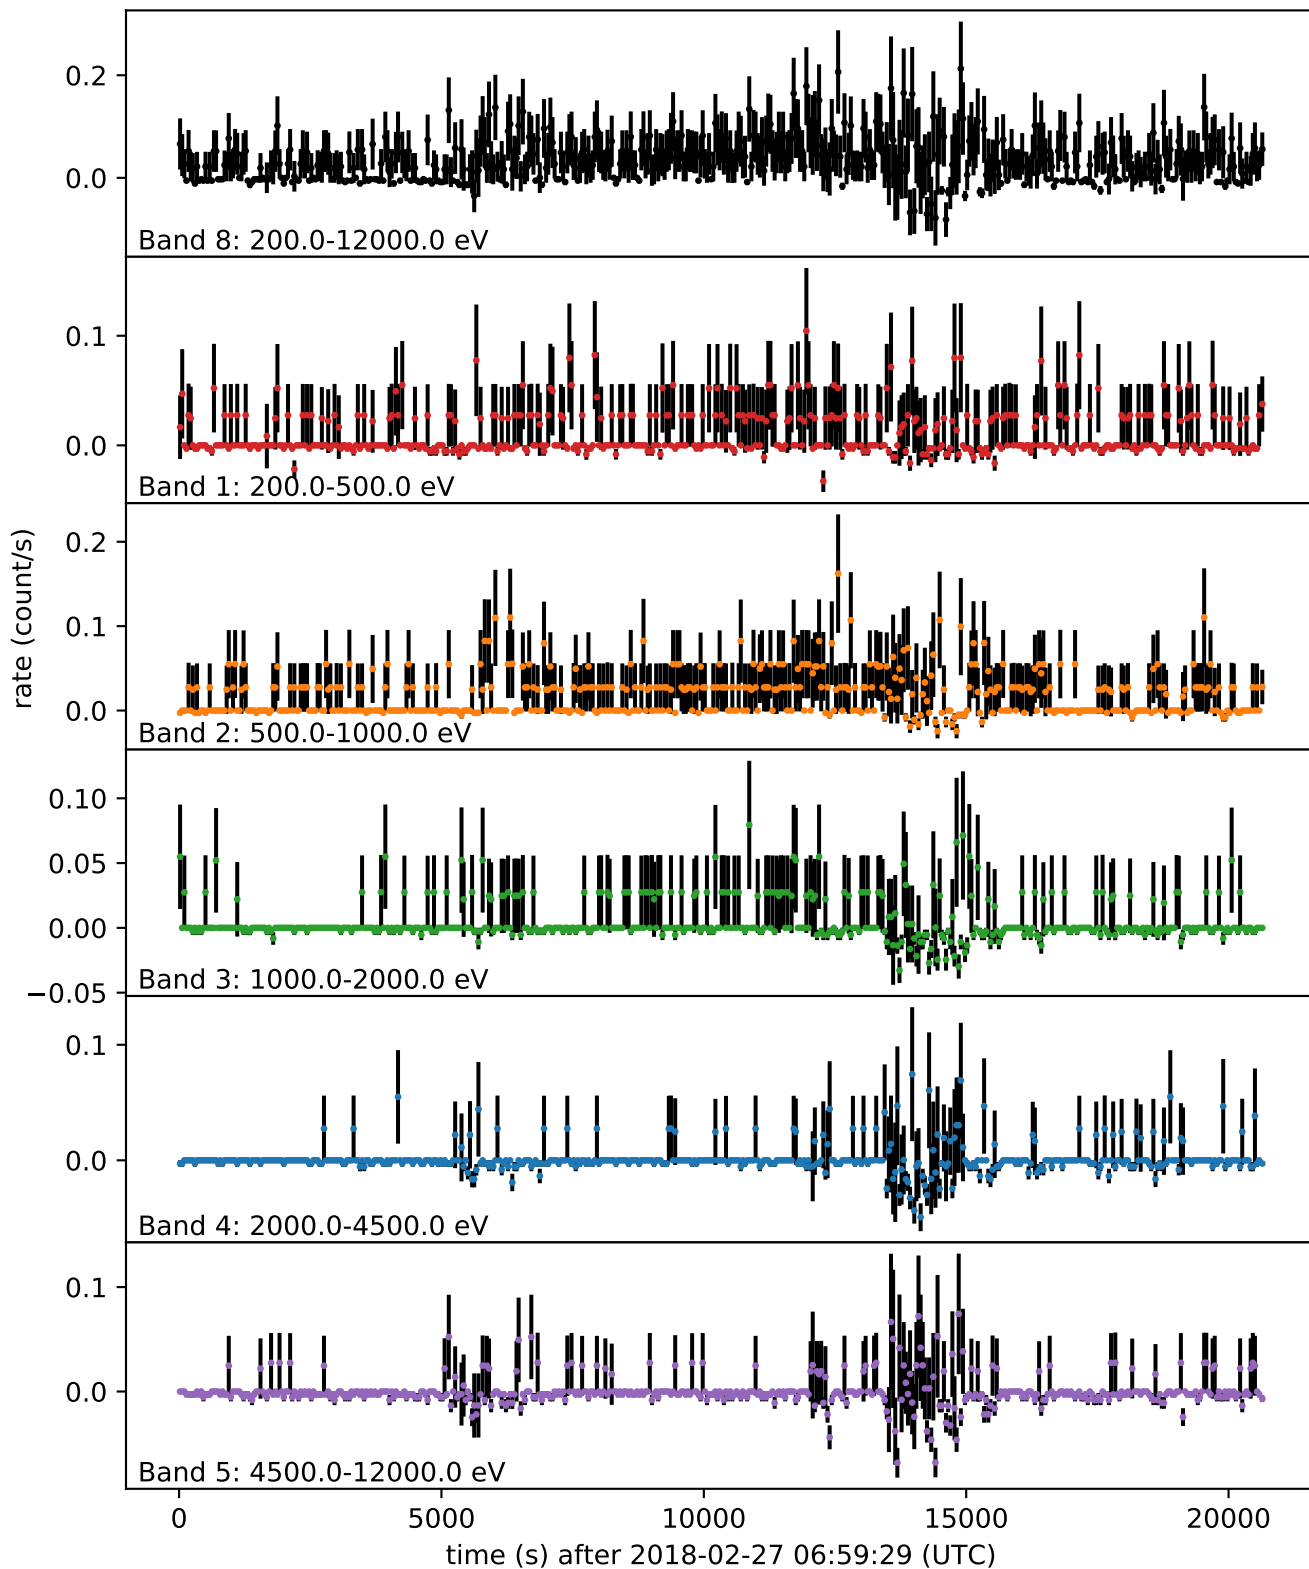 0.2
0.0
Band 8: 200.0-12000.0 eV
0.1
0.0
Band 1: 200.0-500.0 eV
0.2
0.1
0.0
Band 2: 500.0-1000.0 eV
rate (count/s)
0.10
0.05
0.00
−0.05
Band 3: 1000.0-2000.0 eV
0.1
0.0
Band 4: 2000.0-4500.0 eV
0.1
0.0
Band 5: 4500.0-12000.0 eV
0 5000 10000 15000 20000
time (s) after 2018-02-27 06:59:29 (UTC)